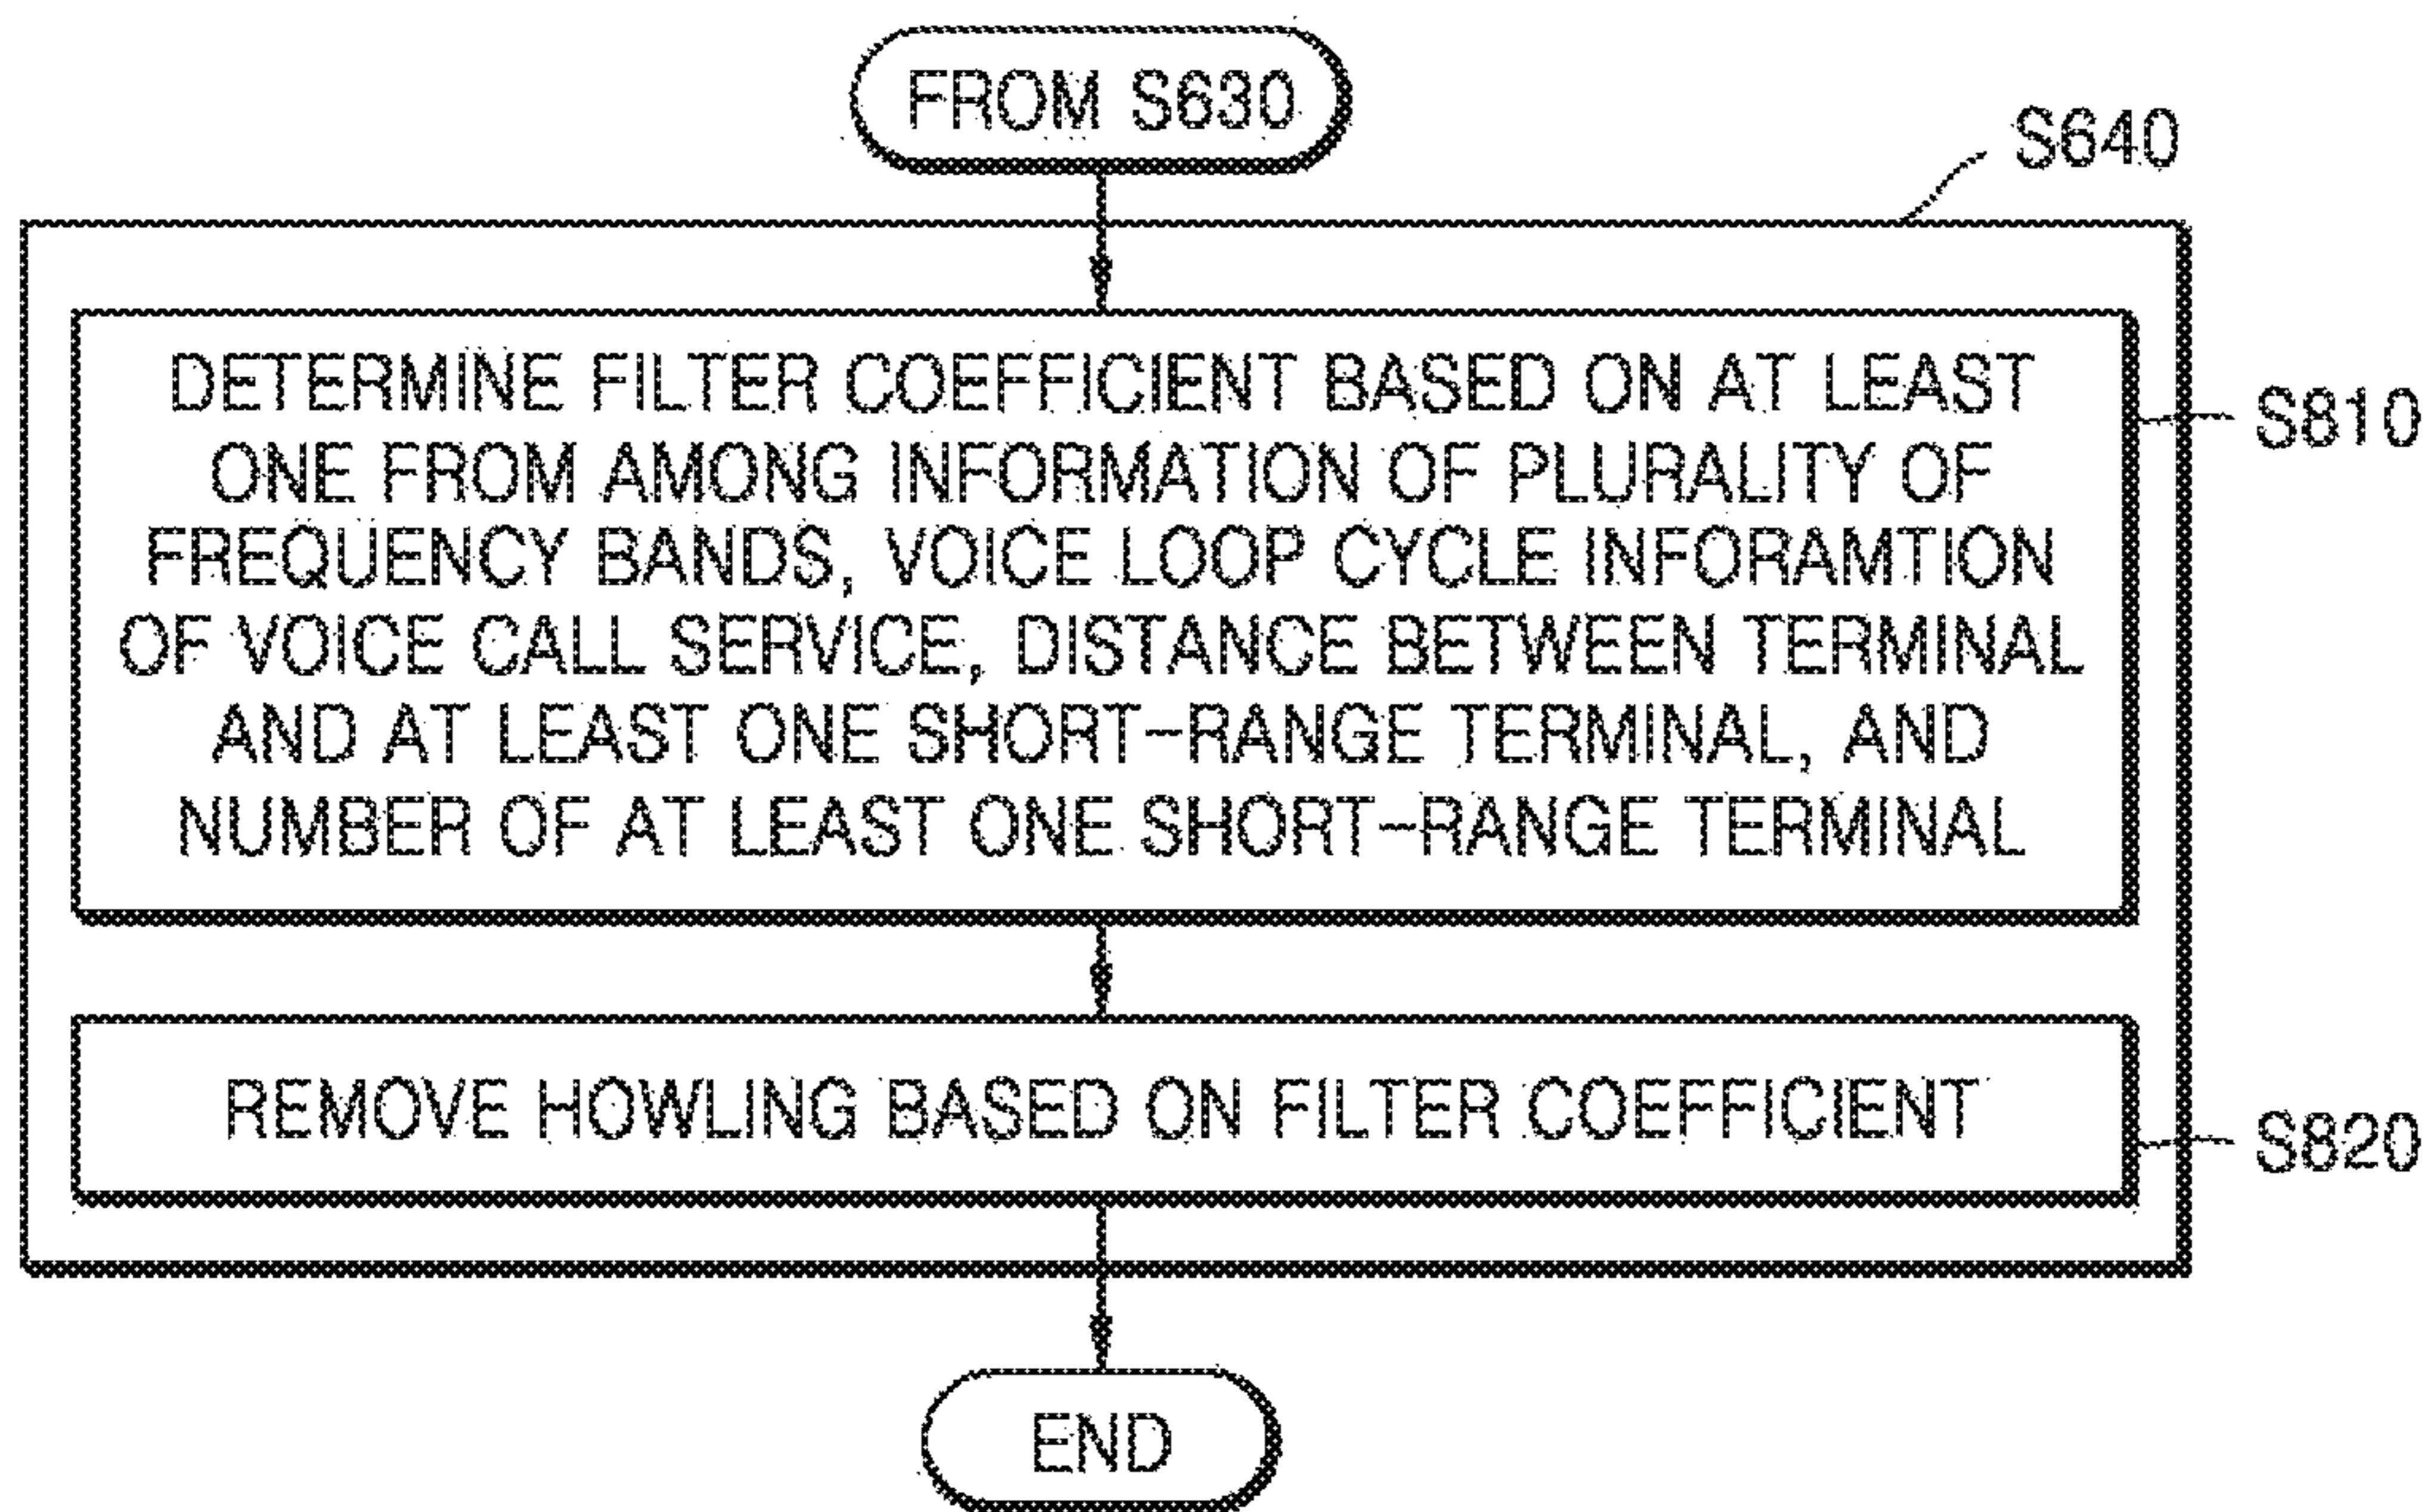 FROM S630
S640
DETERMINE FILTER COEFFICIENT BASED ON AT LEAST
ONE FROM AMONG INFORMATION OF PLURALITY OF
FREQUENCY BANDS, VOICE LOOP CYCLE INFORAMTION
OF VOICE CALL SERVICE, DISTANCE BETWEEN TERMINAL
AND AT LEAST ONE SHORT-RANGE TERMINAL, AND
NUMBER OF AT LEAST ONE SHORT-RANGE TERMINAL
S810
REMOVE HOWLING BASED ON FILTER COEFFICIENT
S820
END